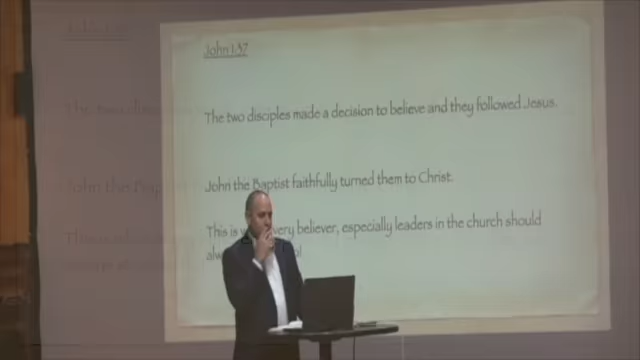 John 1:37
The two disciples made a decision to believe and they followed Jesus.
John the Baptist faithfully turned them to Christ.
This is very believer, especially leaders in the church should